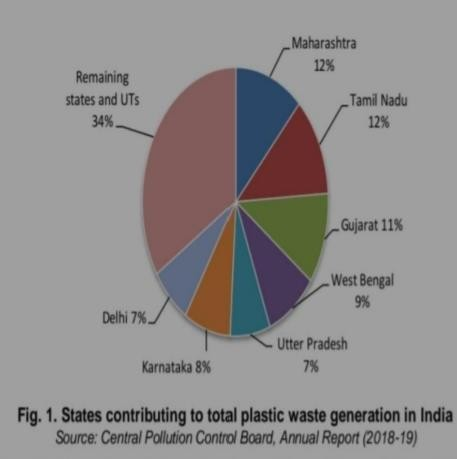 Maharashtra
12%
Tamil Nadu
12%
Gujarat 11%
West Bengal
9%
Utter Pradesh
7%
Karnataka 8%
Delhi 7%
Remaining
states and UTs
34%
Fig. 1. States contributing to total plastic waste generation in India
Source: Central Pollution Control Board, Annual Report (2018-19)